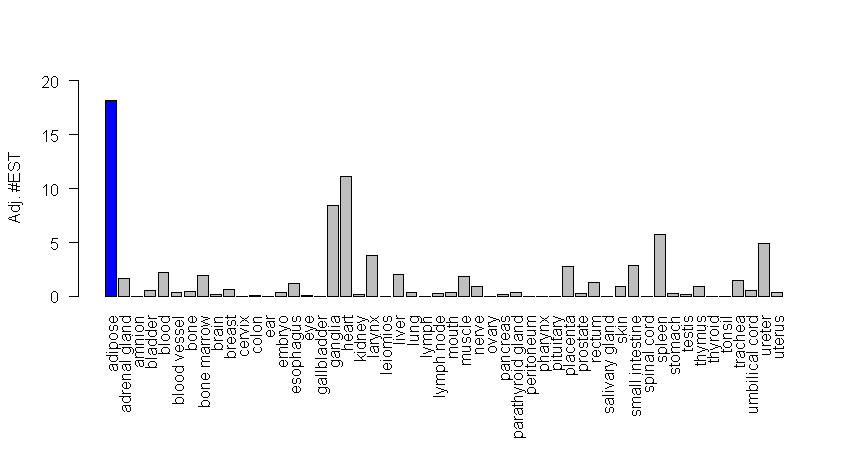 20
15
10
5
0
Adj. #EST
adipose
adrenal gland
amnion
bladder
blood
blood vessel
bone
bone marrow
brain
breast
cervix
colon
ear
embryo
esophagus
eye
gallbladder
ganglia
heart
kidney
larynx
leiomios
liver
lung
lymph
lymph node
mouth
muscle
nerve
ovary
pancreas
parathyroid gland
peritoneum
pharynx
pituitary
placenta
prostate
rectum
salivary gland
skin
small intestine
spinal cord
spleen
stomach
testis
thymus
thyroid
tonsil
trachea
umbilical cord
ureter
uterus